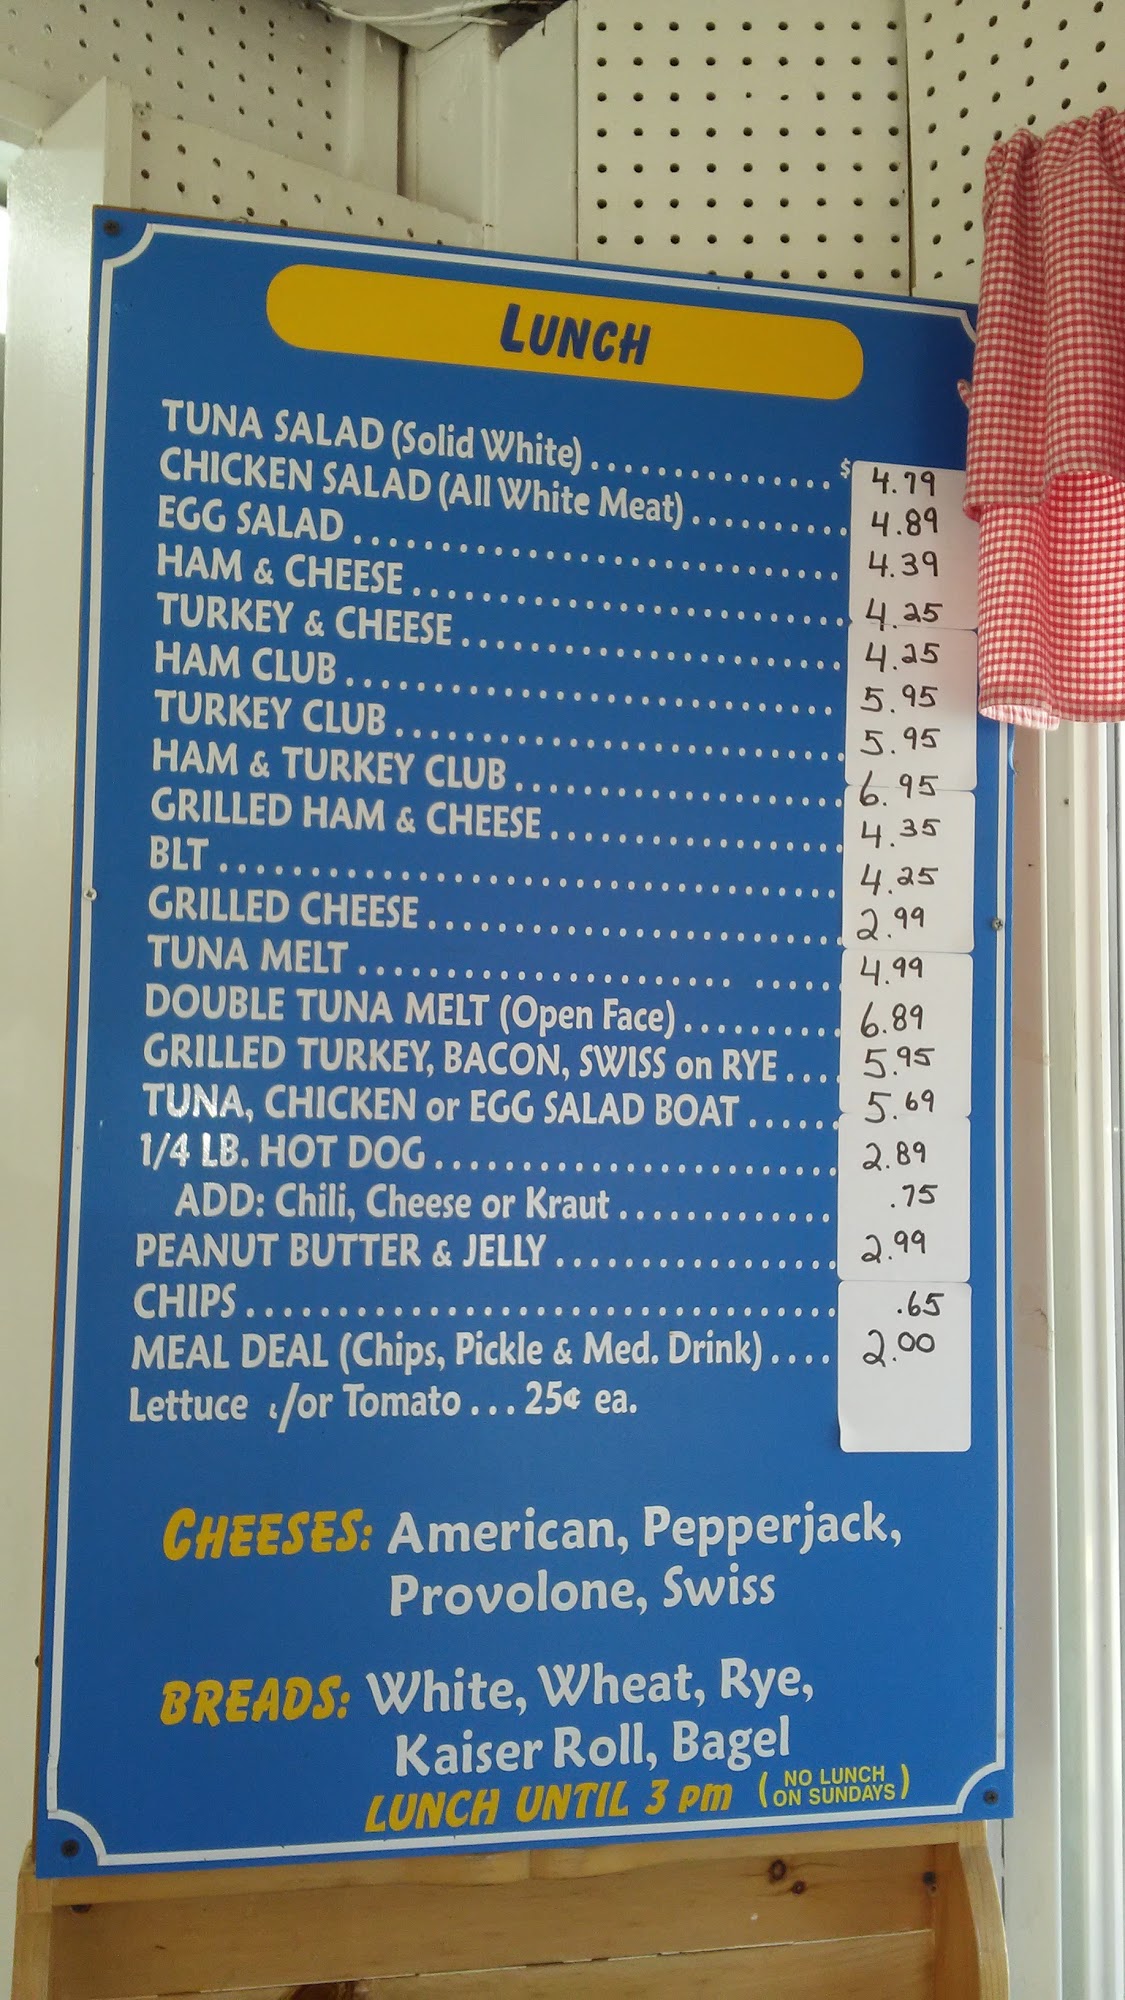 LUNCH
TUNA SALAD (Solid White) ............. $ 4.79
CHICKEN SALAD (All White Meat) ......... 4.89
EGG SALAD ........................... 4.39
HAM & CHEESE ........................ 4.25
TURKEY & CHEESE ..................... 4.25
HAM CLUB ........................... 5.95
TURKEY CLUB ......................... 5.95
HAM & TURKEY CLUB .................. 6.95
GRILLED HAM & CHEESE ................ 4.35
BLT .................................. 4.25
GRILLED CHEESE ....................... 2.99
TUNA MELT ..................... ..... 4.99
DOUBLE TUNA MELT (Open Face) .......... 6.89
GRILLED TURKEY, BACON, SWISS on RYE .... 5.95
TUNA, CHICKEN or EGG SALAD BOAT ...... 5.69
1/4 LB. HOT DOG ...................... 2.89
ADD: Chili, Cheese or Kraut ............. .75
PEANUT BUTTER & JELLY ................ 2.99
CHIPS ................................ .65
MEAL DEAL (Chips, Pickle & Med. Drink) .... 2.00
Lettuce /or Tomato ... 25¢ ea.
CHEESES: American, Pepperjack,
Provolone, Swiss
BREADS: White, Wheat, Rye,
Kaiser Roll, Bagel
LUNCH UNTIL 3 pm (NO LUNCH
ON SUNDAYS)